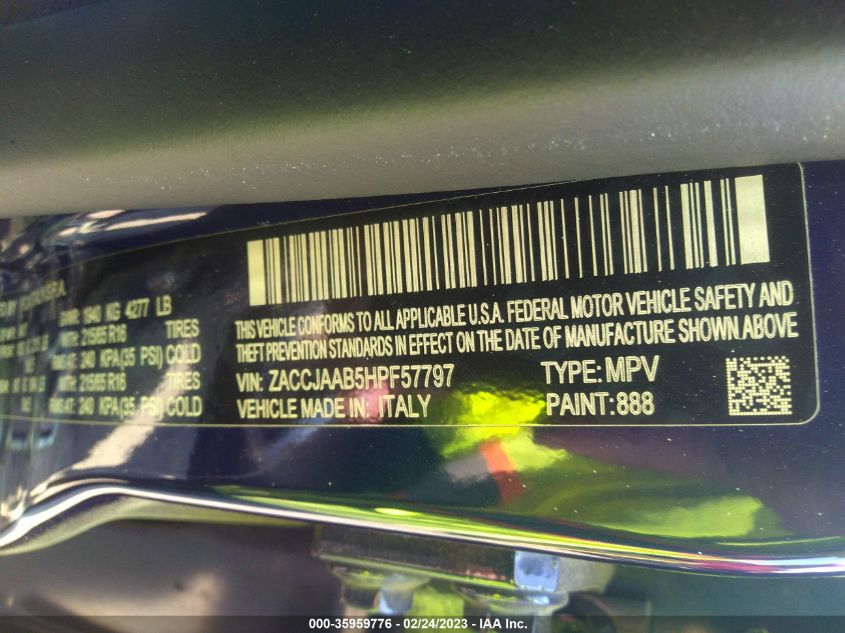 GVWR: 1940 KG 4277 LB
215/65 R16 TIRES
AT: 240 KPA(35 PSI) COLD
WITH: 215/65 R16 TIRES
AT: 240 KPA(35 PSI) COLD
THIS VEHICLE CONFORMS TO ALL APPLICABLE U.S.A. FEDERAL MOTOR VEHICLE SAFETY AND
THEFT PREVENTION STANDARDS IN EFFECT ON THE DATE OF MANUFACTURE SHOWN ABOVE
VIN: ZACCJAAB5HPF57797 TYPE: MPV
VEHICLE MADE IN: ITALY PAINT: 888
000-35959776 - 02/24/2023 - IAA Inc.